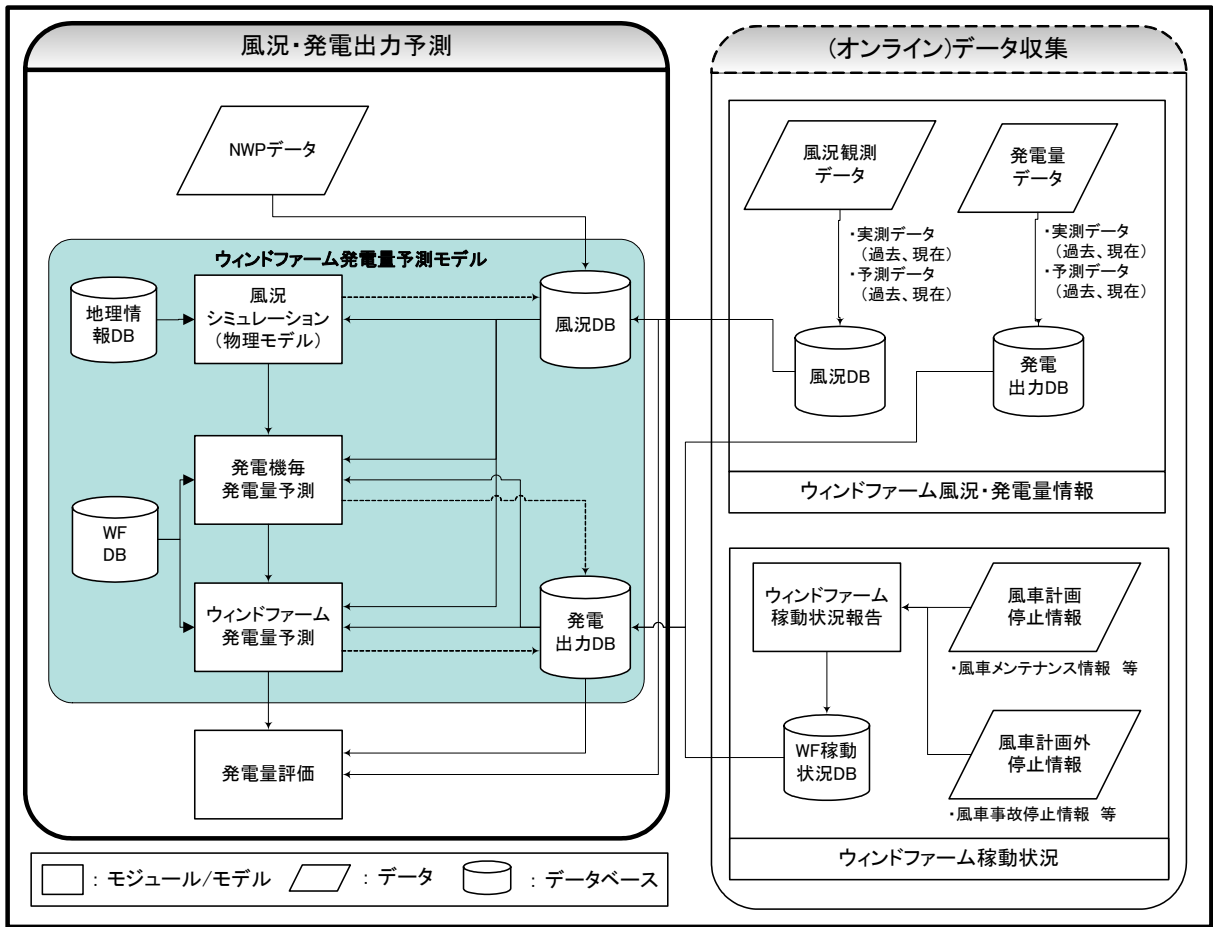 風況・発電出力予測
NWPデータ
ウィンドファーム発電量予測モデル
地理情
報DB
風況
シミュレーション
(物理モデル)
風況DB
発電機毎
発電量予測
WF
DB
ウィンドファーム
発電量予測
発電
出力DB
発電量評価
(オンライン)データ収集
風況観測
データ
発電量
データ
・実測データ
(過去、現在)
・予測データ
(過去、現在)
・実測データ
(過去、現在)
・予測データ
(過去、現在)
風況DB
発電
出力DB
ウィンドファーム風況・発電量情報
ウィンドファーム
稼動状況報告
風車計画
停止情報
・風車メンテナンス情報 等
WF稼動
状況DB
風車計画外
停止情報
・風車事故停止情報 等
ウィンドファーム稼動状況
：モジュール/モデル
：データ
：データベース